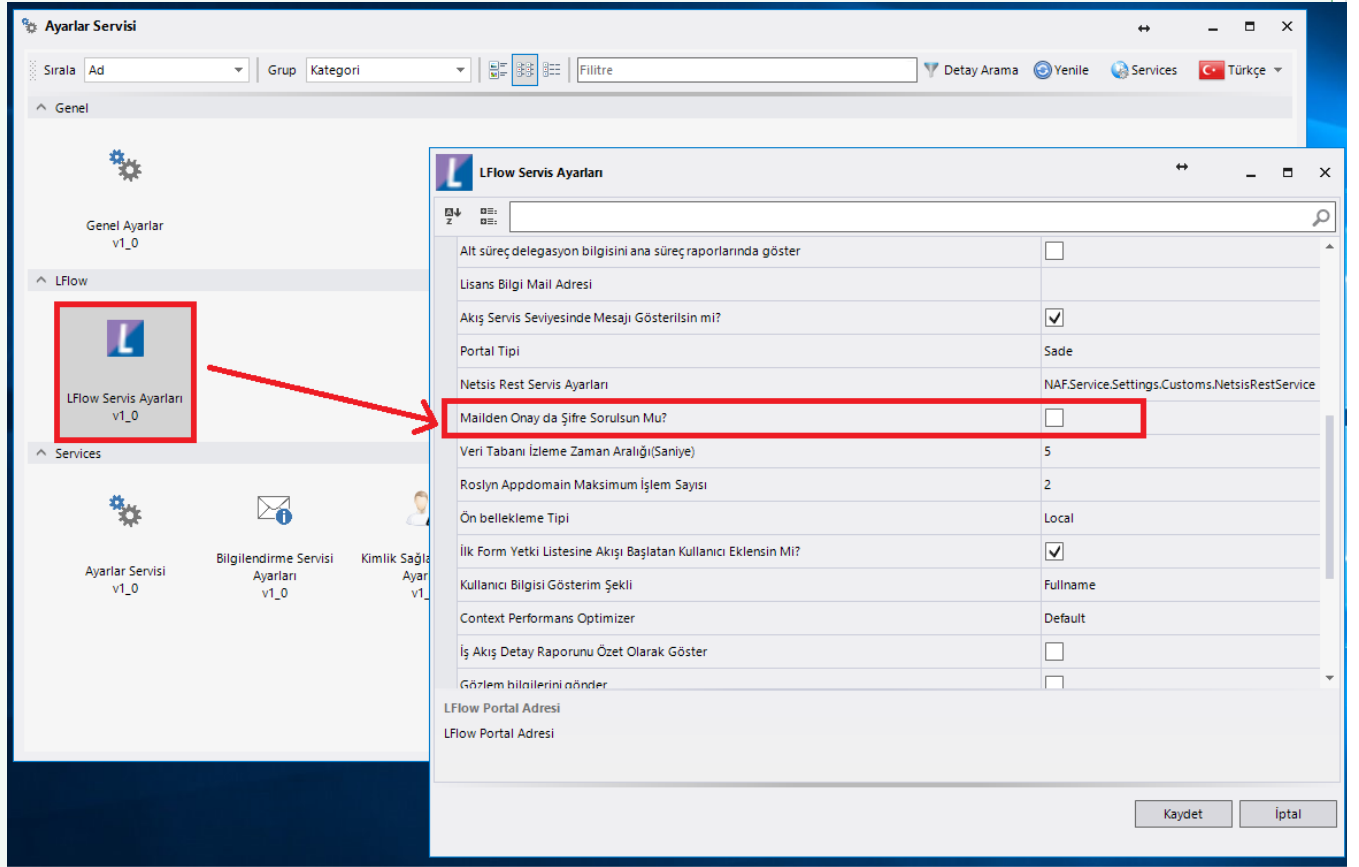 Ayarlar Servisi
Sırala Ad Grup Kategori Filtre Detay Arama Yenile Services Türkçe
Genel
Genel Ayarlar
v1_0
LFlow
LFlow Servis Ayarları
v1_0
Services
Ayarlar Servisi
v1_0
Bilgilendirme Servisi
Ayarları
v1_0
Kimlik Sağla
Ayar
v1_
L LFlow Servis Ayarları
Alt süreç delegasyon bilgisini ana süreç raporlarında göster
Lisans Bilgi Mail Adresi
Akış Servis Seviyesinde Mesajı Gösterilsin mi?
Portal Tipi Sade
Netsis Rest Servis Ayarları NAF.Service.Settings.Customs.NetsisRestService
Mailden Onay da Şifre Sorulsun Mu?
Veri Tabanı İzleme Zaman Aralığı(Saniye) 5
Roslyn Appdomain Maksimum İşlem Sayısı 2
Ön bellekleme Tipi Local
İlk Form Yetki Listesine Akışı Başlatan Kullanıcı Eklensin Mi?
Kullanıcı Bilgisi Gösterim Şekli Fullname
Context Performans Optimizer Default
İş Akış Detay Raporunu Özet Olarak Göster
Gözlem bilgilerini gönder
LFlow Portal Adresi
LFlow Portal Adresi
Kaydet İptal